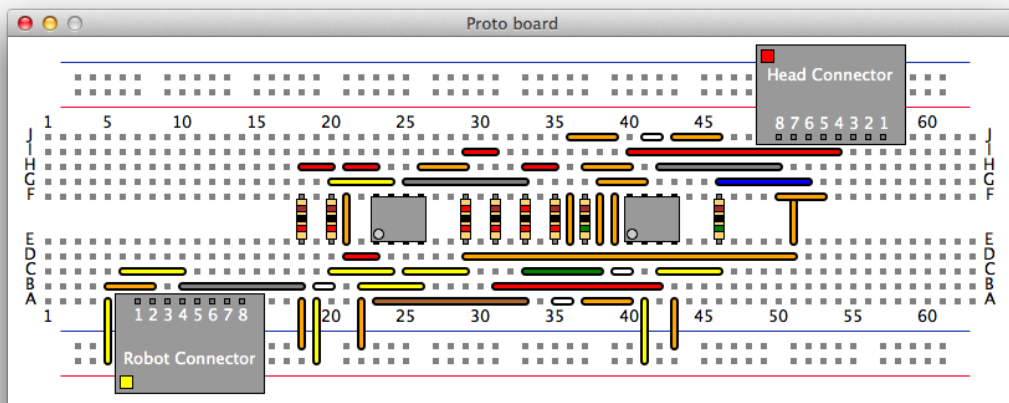 Proto board
Head Connector
8 7 6 5 4 3 2 1
1 5 10 15 20 25 30 35 40 45 60
J J
I I
H H
G G
F F
E E
D D
C C
B B
A A
1 2 3 4 5 6 7 8
1 20 25 30 35 40 45 50 55 60
Robot Connector